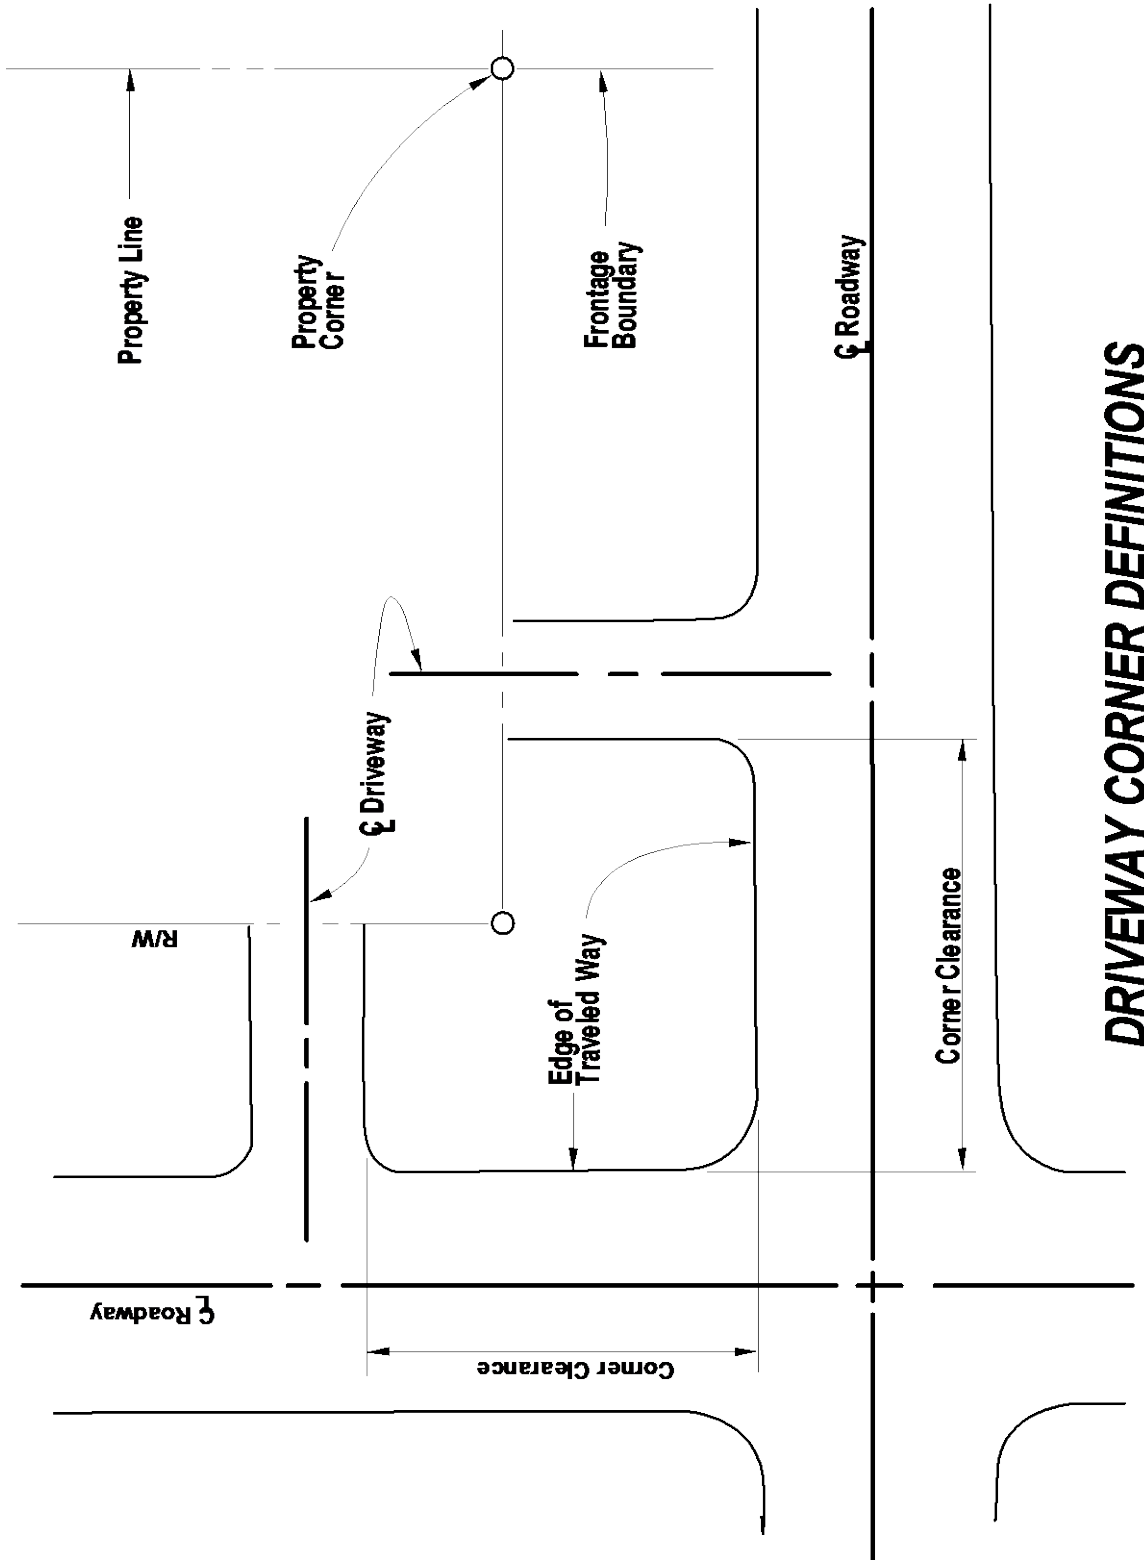 Property Line
Property
Corner
Frontage
Boundary
℄ Roadway
℄ Driveway
R/W
Edge of
Traveled Way
Corner Clearance
℄ Roadway
Corner Clearance
DRIVEWAY CORNER DEFINITIONS